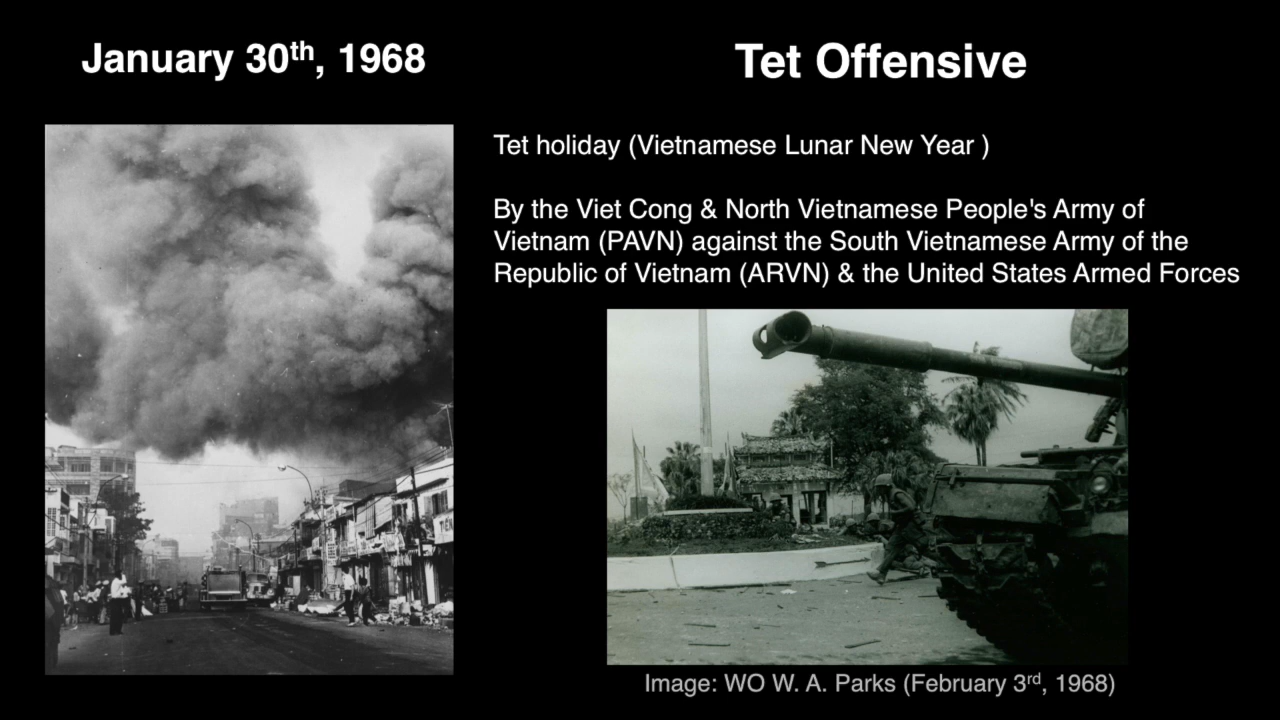 January 30th, 1968
Tet Offensive
Tet holiday (Vietnamese Lunar New Year )
By the Viet Cong & North Vietnamese People's Army of
Vietnam (PAVN) against the South Vietnamese Army of the
Republic of Vietnam (ARVN) & the United States Armed Forces
Image: WO W. A. Parks (February 3rd, 1968)